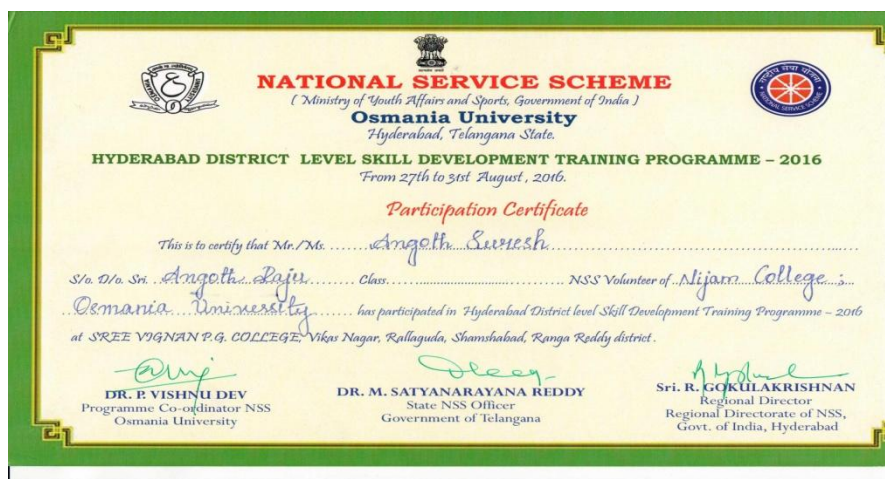 NATIONAL SERVICE SCHEME
( Ministry of Youth Affairs and Sports, Government of India )
Osmania University
Hyderabad, Telangana State.
HYDERABAD DISTRICT LEVEL SKILL DEVELOPMENT TRAINING PROGRAMME – 2016
From 27th to 31st August, 2016.
Participation Certificate
This is to certify that Mr./Ms. Angoth Suresh
S/o. D/o. Sri. Angoth Raju Class. NSS Volunteer of Nijam College ;
Osmania University has participated in Hyderabad District level Skill Development Training Programme – 2016
at SREE VIGNAN P.G. COLLEGE, Vikas Nagar, Rallaguda, Shamshabad, Ranga Reddy district.
DR. P. VISHNU DEV
Programme Co-ordinator NSS
Osmania University
DR. M. SATYANARAYANA REDDY
State NSS Officer
Government of Telangana
Sri. R. GOKULAKRISHNAN
Regional Director
Regional Directorate of NSS,
Govt. of India, Hyderabad
राष्ट्रीय सेवा योजना
NATIONAL SERVICE SCHEME